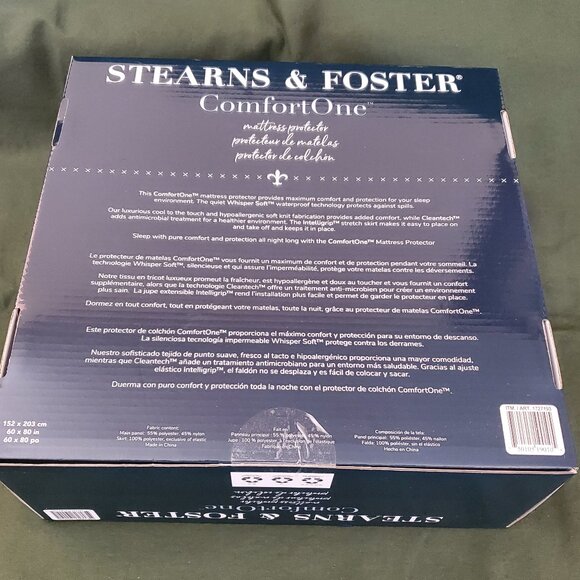 STEARNS & FOSTER®
ComfortOne™
mattress protector
protecteur de matelas
protector de colchón
This ComfortOne™ mattress protector provides maximum comfort and protection for your sleep
environment. The quiet Whisper Soft™ waterproof technology protects against spills.
Our luxurious cool to the touch and hypoallergenic soft knit fabrication provides added comfort, while Cleantech™
adds antimicrobial treatment for a healthier environment. The Intelligrip™ stretch skirt makes it easy to place on
and take off and keeps it in place.
Sleep with pure comfort and protection all night long with the ComfortOne™ Mattress Protector
Le protecteur de matelas ComfortOne™ vous fournit un maximum de confort et de protection pendant votre sommeil. La
technologie Whisper Soft™, silencieuse et qui assure l'imperméabilité, protège votre matelas contre les déversements.
Notre tissu en tricot luxueux promeut la fraîcheur, est hypoallergénique et doux au toucher et vous fournit un confort
supplémentaire, alors que la technologie Cleantech™ offre un traitement anti-microbien pour créer un environnement
plus sain. La jupe extensible Intelligrip™ rend l'installation plus facile et permet de garder le protecteur en place.
Dormez en tout confort, tout en protégeant votre matelas, toute la nuit, grâce au protecteur de matelas ComfortOne™.
Este protector de colchón ComfortOne™ proporciona el máximo confort y protección para su entorno de descanso.
La silenciosa tecnología impermeable Whisper Soft™ protege contra los derrames.
Nuestro sofisticado tejido de punto suave, fresco al tacto e hipoalergénico proporciona una mayor comodidad,
mientras que Cleantech™ añade un tratamiento antimicrobiano para un entorno más saludable. Gracias al ajuste
elástico Intelligrip™, el faldón no se desplaza y es fácil de colocar y sacar.
Duerma con puro confort y protección toda la noche con el protector de colchón ComfortOne™.
152 x 203 cm
60 x 80 in
60 x 80 po
Fabric content:
Main panel: 55% polyester, 45% nylon
Skirt: 100% polyester, exclusive of elastic
Made in China
Fait en:
Panneau principal : 55 % polyester, 45% nylon
Jupe : 100 %
Composición de la tela:
Panel principal: 55% poliéster, 45% nailon
Falda: 100% poliéster, sin el elástico
Hecho en China
ITM. / ART.
mattress protector
protecteur de matelas
protector de colchón
ComfortOne
STEARNS & FOSTER